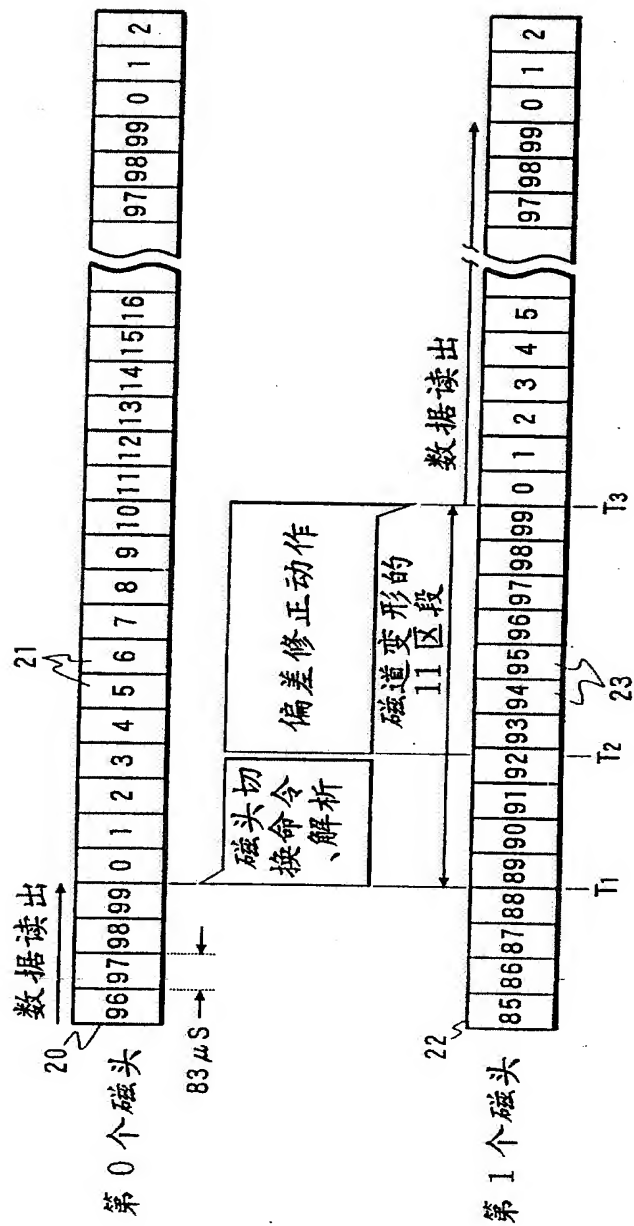 数据读出
21
20
第 0 个磁头
96 97 98 99 0 1 2 3 4 5 6 7 8 9 10 11 12 13 14 15 16 97 98 99 0 1 2
83μS
磁头切
换命令
、解析
偏差修正动作
磁道变形的
11 区段
数据读出
22
第 1 个磁头
85 86 87 88 89 90 91 92 93 94 95 96 97 98 99 0 1 2 3 4 5 97 98 99 0 1 2
23
T1 T2 T3